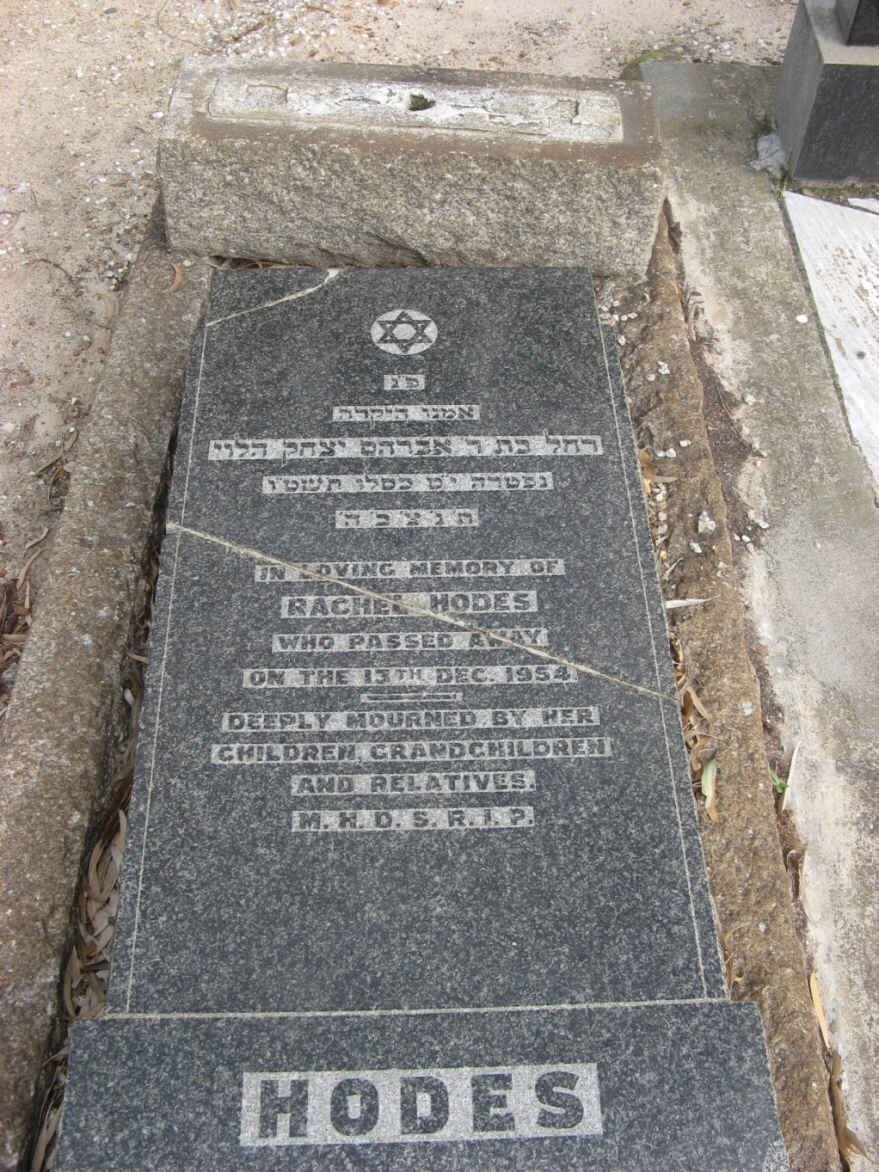 פ נ
אמנו היקרה
רחל בת ר אברהם יצחק הלוי
נפטרה יט כסלו תשט"ו
ת נ צ ב ה
IN LOVING MEMORY OF
RACHEL HODES
WHO PASSED AWAY
ON THE 13TH. DEC. 1954.
DEEPLY MOURNED BY HER
CHILDREN, GRANDCHILDREN
AND RELATIVES.
M.H.D.S.R.I.P.
HODES